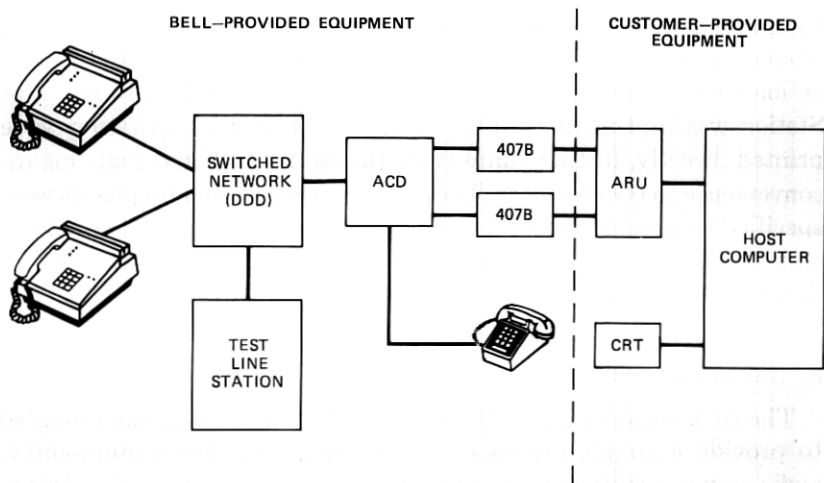 BELL–PROVIDED EQUIPMENT
CUSTOMER–PROVIDED
EQUIPMENT
SWITCHED
NETWORK
(DDD)
ACD
407B
407B
ARU
HOST
COMPUTER
TEST
LINE
STATION
CRT